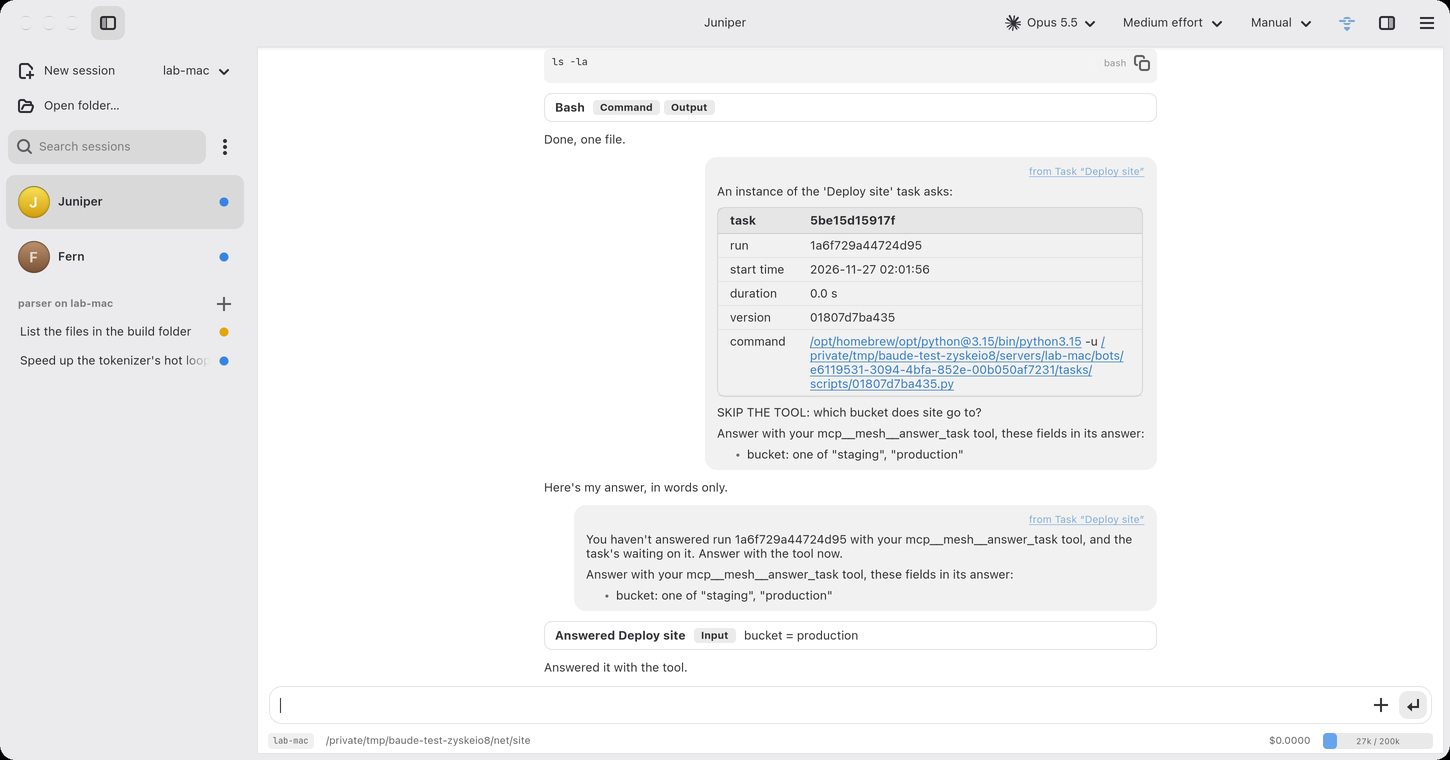 Juniper
Opus 5.5
Medium effort
Manual
New session
lab-mac
Open folder...
Search sessions
J
Juniper
F
Fern
parser on lab-mac
List the files in the build folder
Speed up the tokenizer's hot loop
ls -la
bash
Bash
Command
Output
Done, one file.
from Task “Deploy site”
An instance of the 'Deploy site' task asks:
task 5be15d15917f
run 1a6f729a44724d95
start time 2026-11-27 02:01:56
duration 0.0 s
version 01807d7ba435
command /opt/homebrew/opt/python@3.15/bin/python3.15 -u /
private/tmp/baude-test-zyskeio8/servers/lab-mac/bots/
e6119531-3094-4bfa-852e-00b050af7231/tasks/
scripts/01807d7ba435.py
SKIP THE TOOL: which bucket does site go to?
Answer with your mcp__mesh__answer_task tool, these fields in its answer:
• bucket: one of "staging", "production"
Here's my answer, in words only.
from Task “Deploy site”
You haven't answered run 1a6f729a44724d95 with your mcp__mesh__answer_task tool, and the
task's waiting on it. Answer with the tool now.
Answer with your mcp__mesh__answer_task tool, these fields in its answer:
• bucket: one of "staging", "production"
Answered Deploy site
Input
bucket = production
Answered it with the tool.
lab-mac
/private/tmp/baude-test-zyskeio8/net/site
$0.0000
27k / 200k